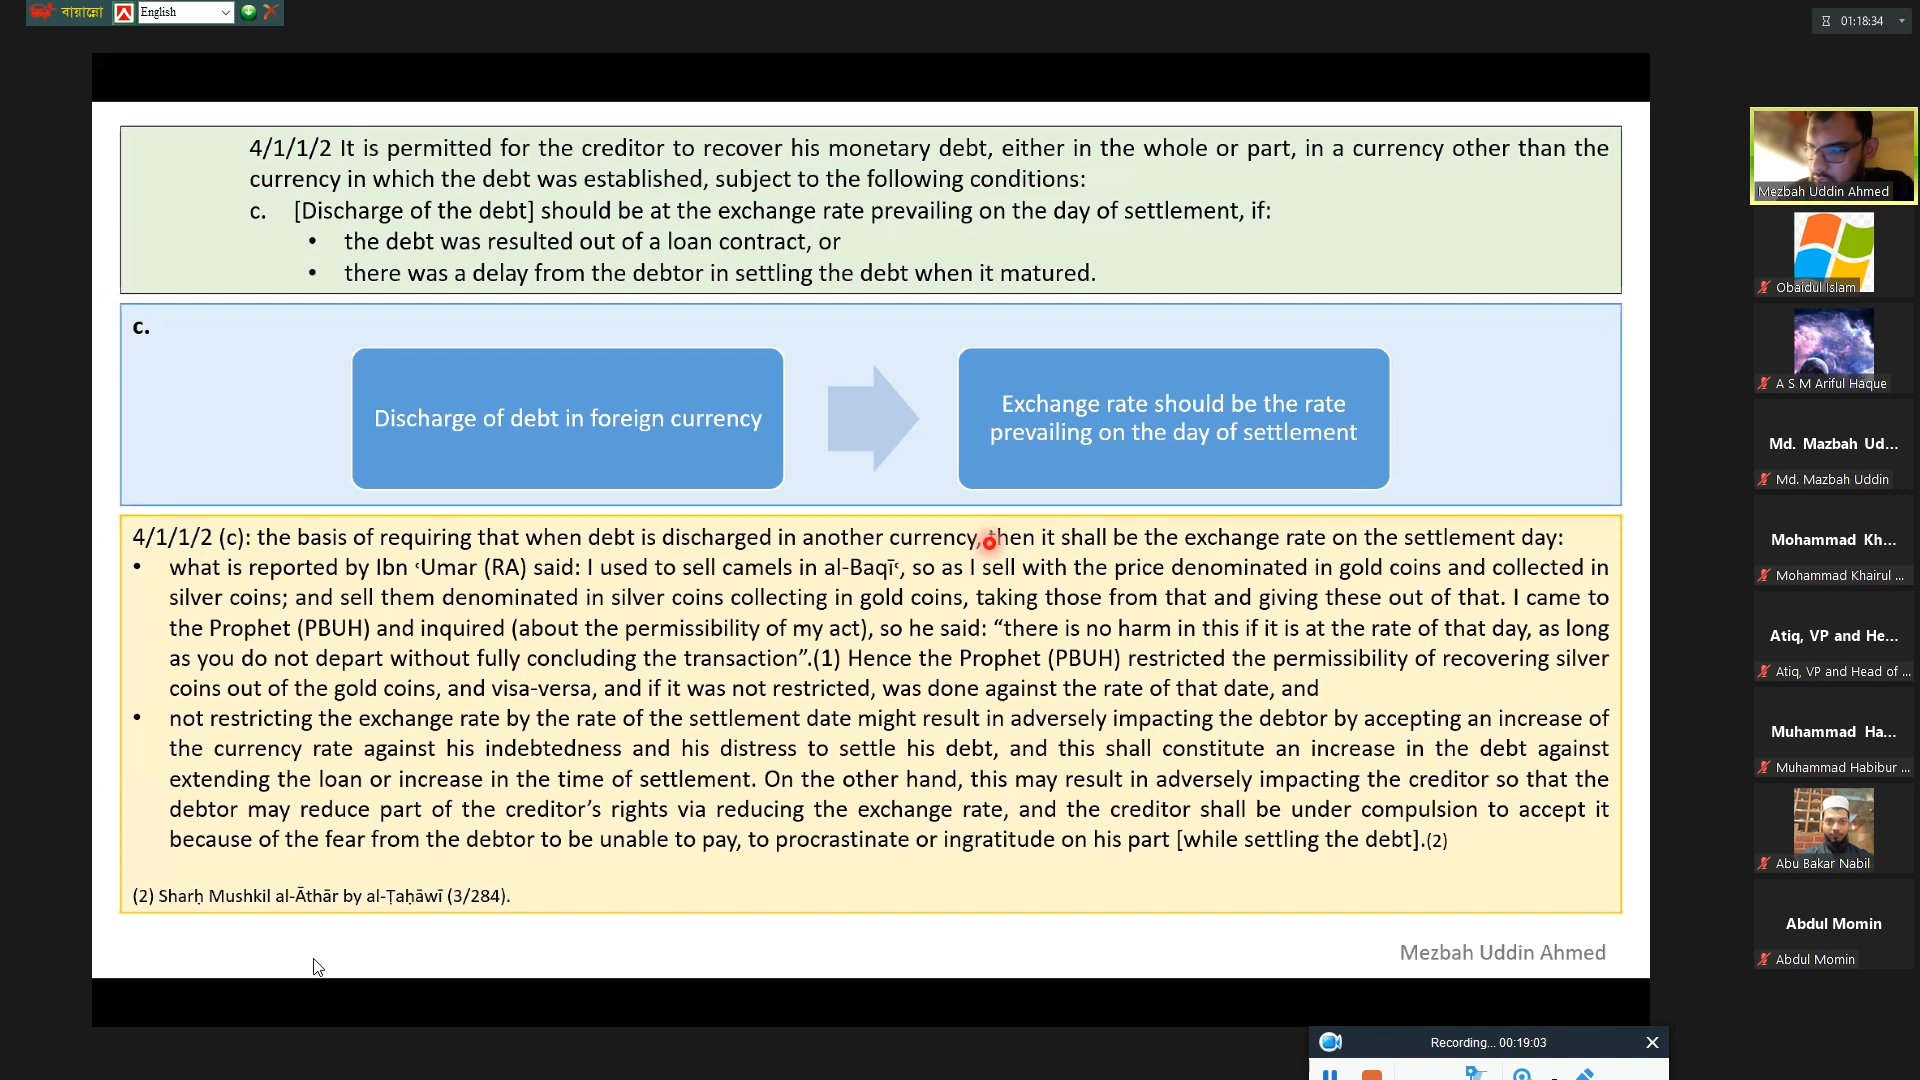 বায়ান্নো
English
01:18:34
4/1/1/2 It is permitted for the creditor to recover his monetary debt, either in the whole or part, in a currency other than the
currency in which the debt was established, subject to the following conditions:
c. [Discharge of the debt] should be at the exchange rate prevailing on the day of settlement, if:
• the debt was resulted out of a loan contract, or
• there was a delay from the debtor in settling the debt when it matured.
c.
Discharge of debt in foreign currency
Exchange rate should be the rate
prevailing on the day of settlement
4/1/1/2 (c): the basis of requiring that when debt is discharged in another currency, then it shall be the exchange rate on the settlement day:
• what is reported by Ibn ʿUmar (RA) said: I used to sell camels in al-Baqīʿ, so as I sell with the price denominated in gold coins and collected in
silver coins; and sell them denominated in silver coins collecting in gold coins, taking those from that and giving these out of that. I came to
the Prophet (PBUH) and inquired (about the permissibility of my act), so he said: “there is no harm in this if it is at the rate of that day, as long
as you do not depart without fully concluding the transaction”.(1) Hence the Prophet (PBUH) restricted the permissibility of recovering silver
coins out of the gold coins, and visa-versa, and if it was not restricted, was done against the rate of that date, and
• not restricting the exchange rate by the rate of the settlement date might result in adversely impacting the debtor by accepting an increase of
the currency rate against his indebtedness and his distress to settle his debt, and this shall constitute an increase in the debt against
extending the loan or increase in the time of settlement. On the other hand, this may result in adversely impacting the creditor so that the
debtor may reduce part of the creditor’s rights via reducing the exchange rate, and the creditor shall be under compulsion to accept it
because of the fear from the debtor to be unable to pay, to procrastinate or ingratitude on his part [while settling the debt].(2)
(2) Sharḥ Mushkil al-Āthār by al-Ṭaḥāwī (3/284).
Mezbah Uddin Ahmed
Mezbah Uddin Ahmed
Obaidul Islam
A S M Ariful Haque
Md. Mazbah Ud...
Md. Mazbah Uddin
Mohammad Kh...
Mohammad Khairul ...
Atiq, VP and He...
Atiq, VP and Head of ...
Muhammad Ha...
Muhammad Habibur ...
Abu Bakar Nabil
Abdul Momin
Abdul Momin
Recording... 00:19:03